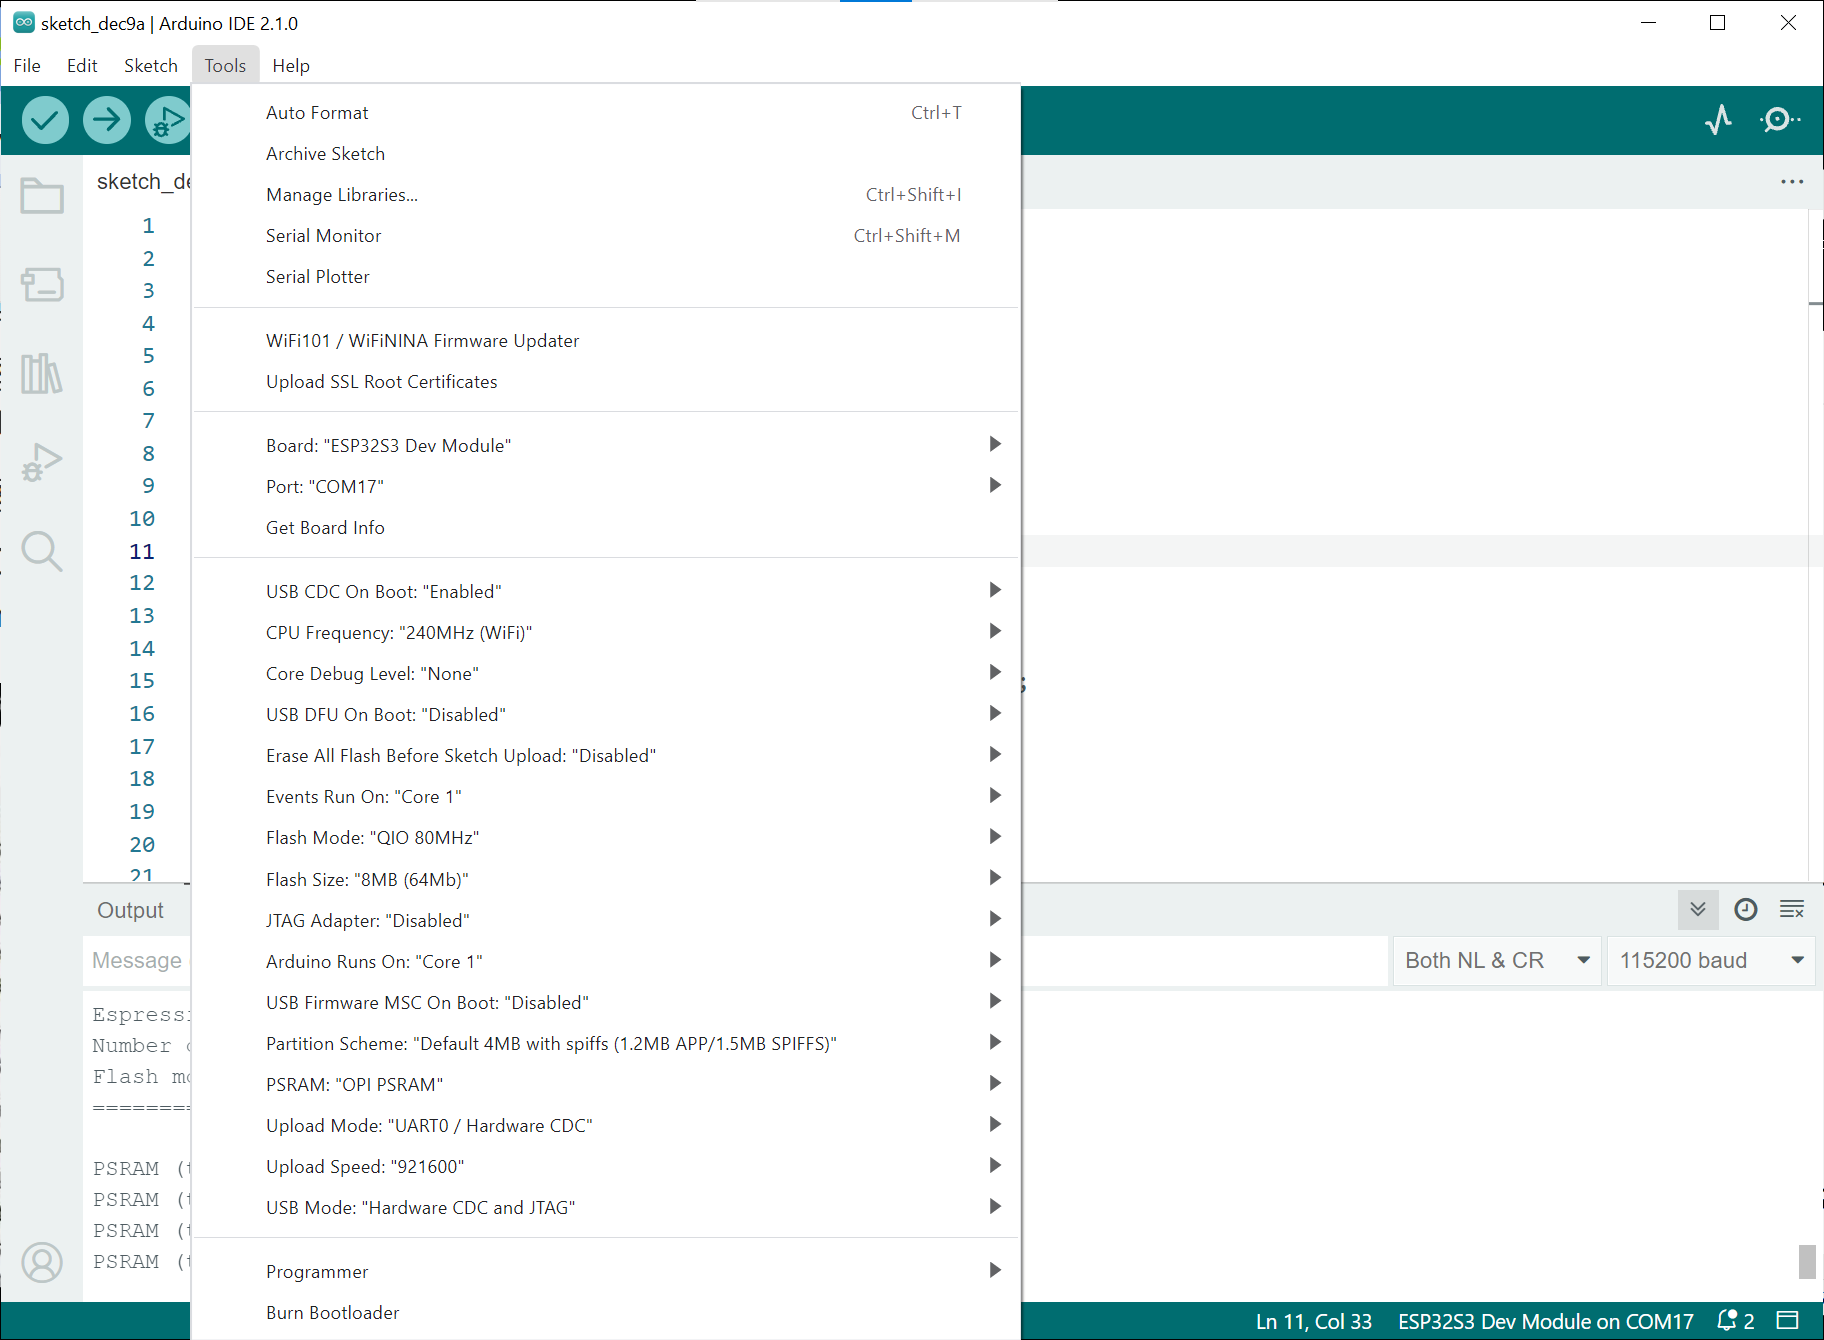 sketch_dec9a | Arduino IDE 2.1.0
File Edit Sketch Tools Help
Auto Format Ctrl+T
Archive Sketch
Manage Libraries... Ctrl+Shift+I
Serial Monitor Ctrl+Shift+M
Serial Plotter
WiFi101 / WiFiNINA Firmware Updater
Upload SSL Root Certificates
Board: "ESP32S3 Dev Module"
Port: "COM17"
Get Board Info
USB CDC On Boot: "Enabled"
CPU Frequency: "240MHz (WiFi)"
Core Debug Level: "None"
USB DFU On Boot: "Disabled"
Erase All Flash Before Sketch Upload: "Disabled"
Events Run On: "Core 1"
Flash Mode: "QIO 80MHz"
Flash Size: "8MB (64Mb)"
JTAG Adapter: "Disabled"
Arduino Runs On: "Core 1"
USB Firmware MSC On Boot: "Disabled"
Partition Scheme: "Default 4MB with spiffs (1.2MB APP/1.5MB SPIFFS)"
PSRAM: "OPI PSRAM"
Upload Mode: "UART0 / Hardware CDC"
Upload Speed: "921600"
USB Mode: "Hardware CDC and JTAG"
Programmer
Burn Bootloader
sketch_de
1
2
3
4
5
6
7
8
9
10
11
12
13
14
15 ;
16
17
18
19
20
21
Output
Message
Both NL & CR
115200 baud
Espressi
Number
Flash mo
=========
PSRAM (t
PSRAM (t
PSRAM (t
PSRAM (t
Ln 11, Col 33 ESP32S3 Dev Module on COM17 2